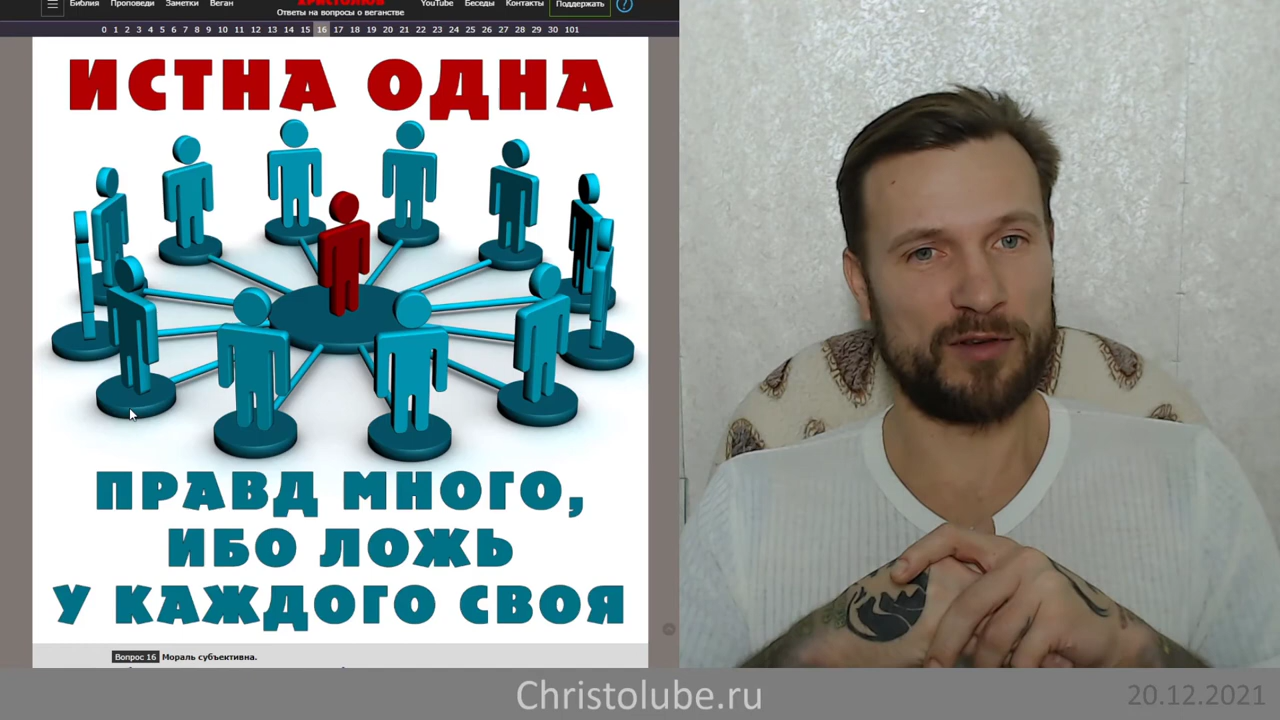 Библия Проповеди Заметки Веган ХРИСТОЛЮБ YouTube Беседы Контакты Поддержать ?
Ответы на вопросы о веганстве
0 1 2 3 4 5 6 7 8 9 10 11 12 13 14 15 16 17 18 19 20 21 22 23 24 25 26 27 28 29 30 101
ИСТНА ОДНА
ПРАВД МНОГО,
ИБО ЛОЖЬ
У КАЖДОГО СВОЯ
Вопрос 16 Мораль субъективна.
Christolube.ru
20.12.2021